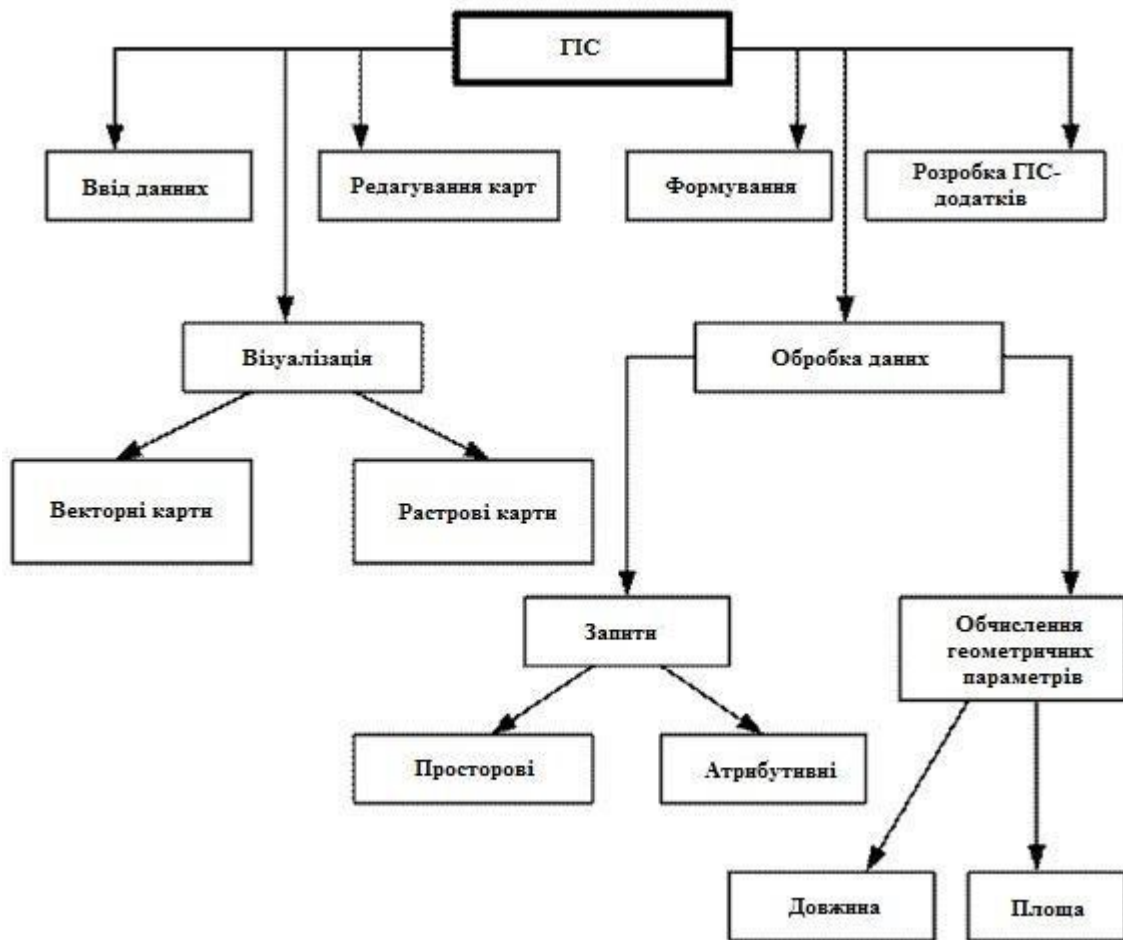 ГІС
Ввід данних
Редагування карт
Формування
Розробка ГІС-
додатків
Візуалізація
Обробка даних
Векторні карти
Растрові карти
Запити
Обчислення
геометричних
параметрів
Просторові
Атрибутивні
Довжина
Площа